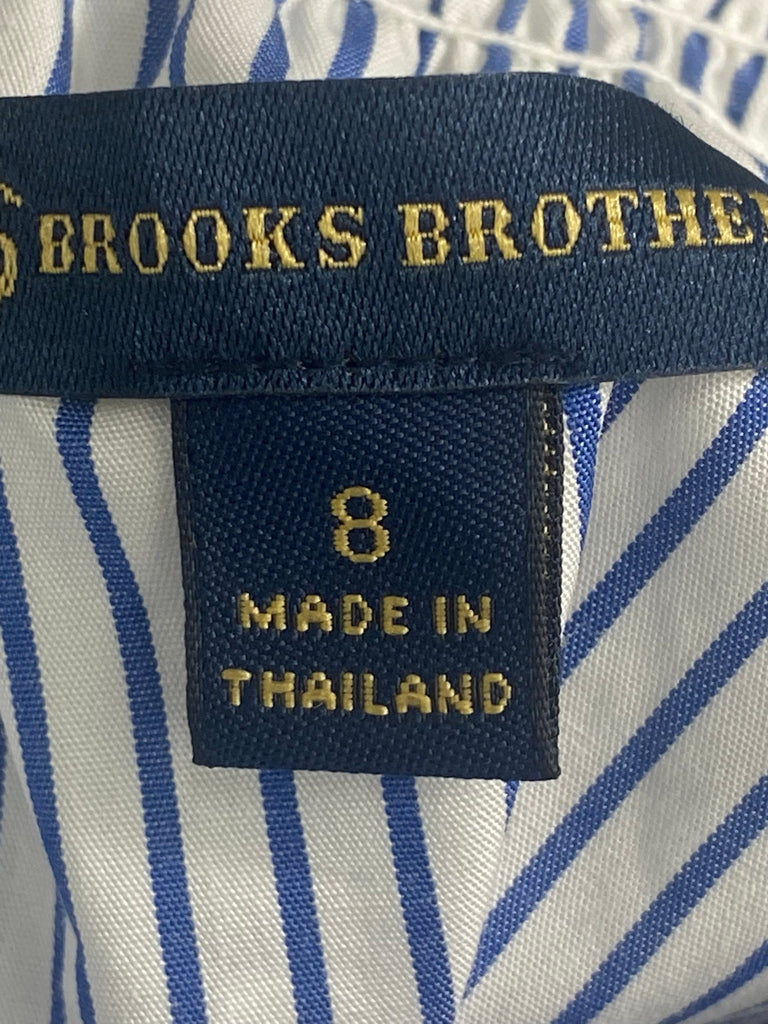 BROOKS BROTHE
8
MADE IN
THAILAND